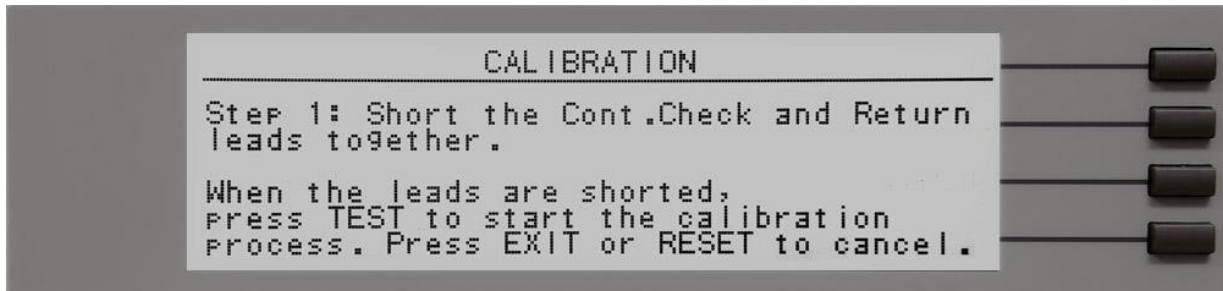 CALIBRATION
Step 1: Short the Cont.Check and Return
leads together.
When the leads are shorted,
press TEST to start the calibration
process. Press EXIT or RESET to cancel.